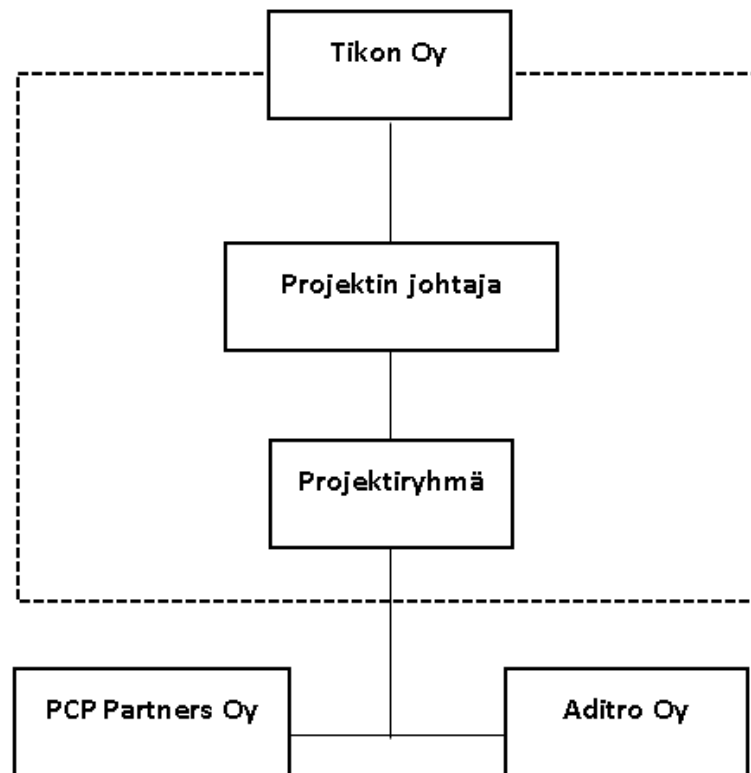 Tikon Oy
Projektin johtaja
Projektiryhmä
PCP Partners Oy
Aditro Oy